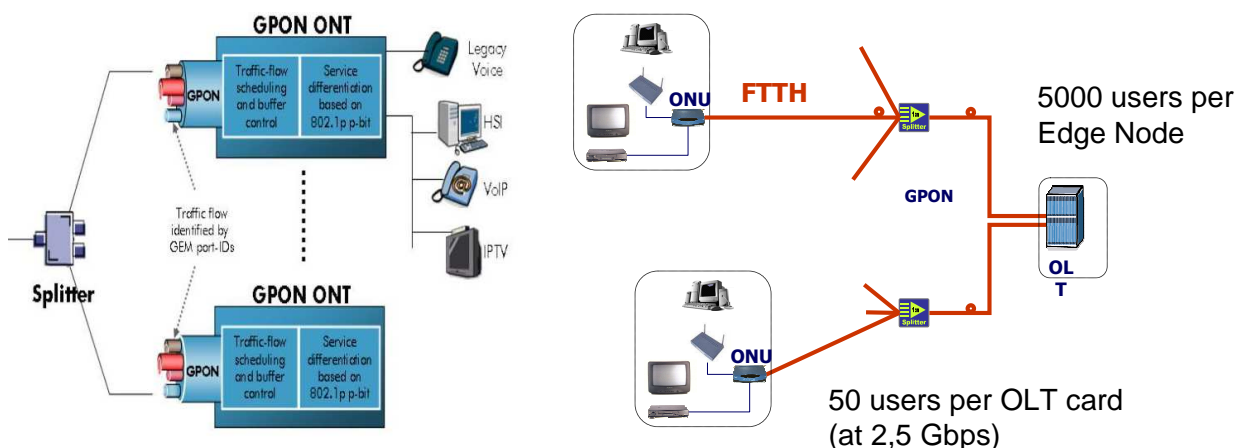 GPON ONT
GPON
Traffic-flow
scheduling
and buffer
control
Service
differentiation
based on
802.1p p-bit
Legacy
Voice
HSI
VoIP
IPTV
Traffic flow
identified by
GEM port-IDs
Splitter
GPON ONT
GPON
Traffic-flow
scheduling
and buffer
control
Service
differentiation
based on
802.1p p-bit
ONU
FTTH
Splitter
5000 users per
Edge Node
GPON
OL
T
Splitter
ONU
50 users per OLT card
(at 2,5 Gbps)